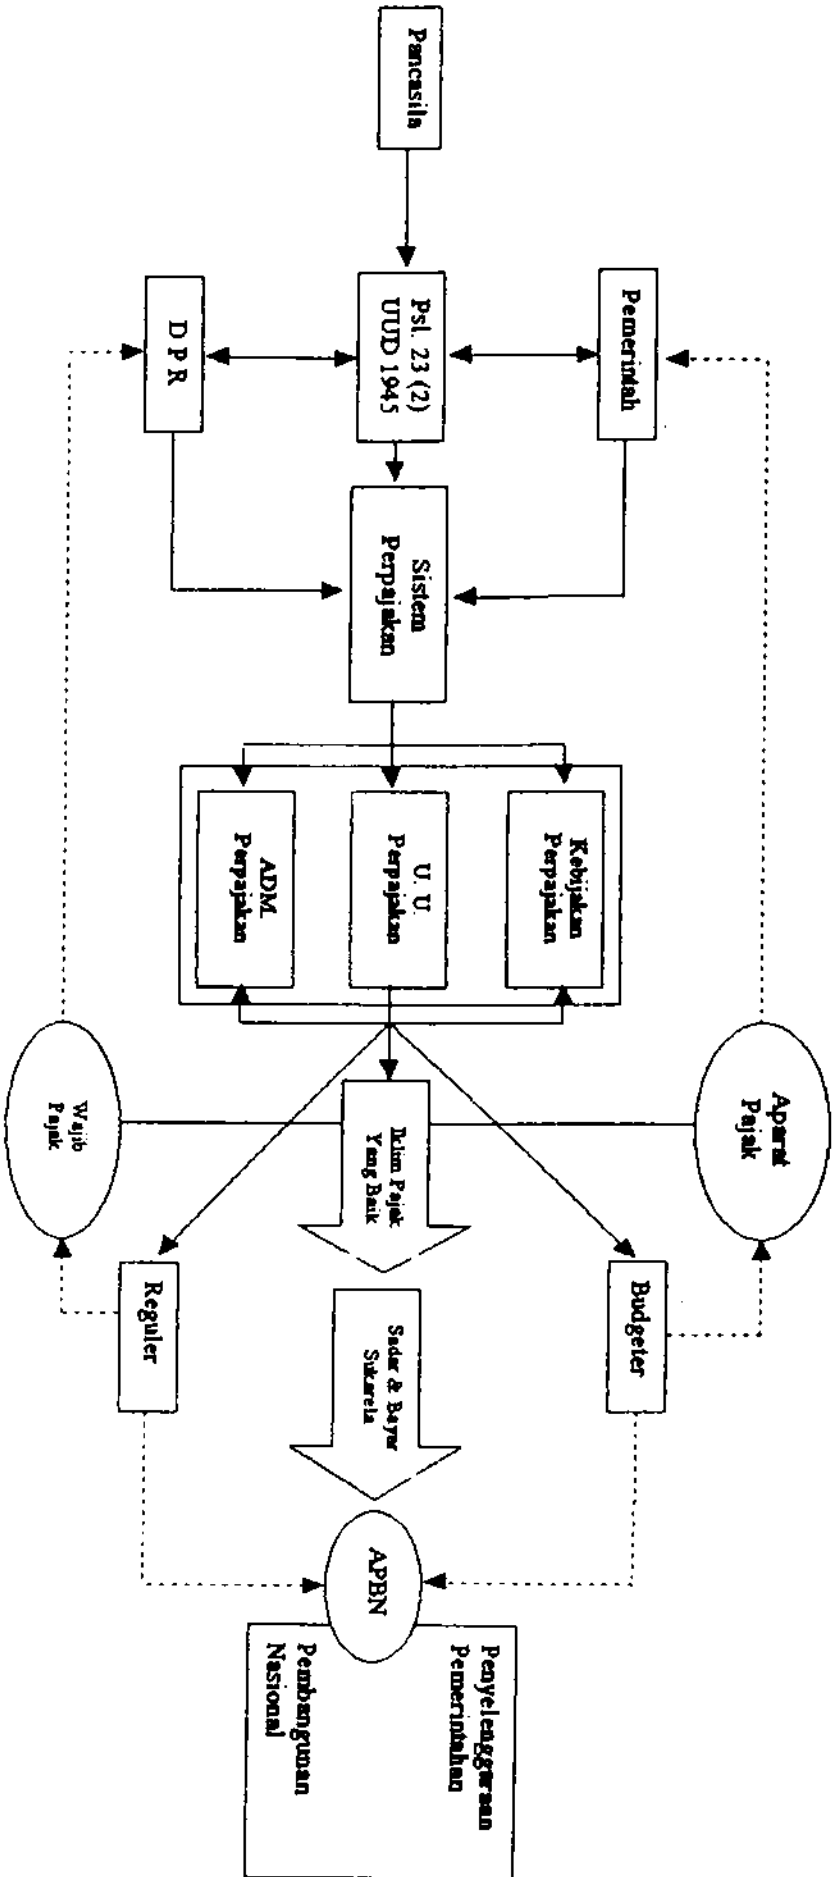 Pancasila
Pemerintah
Psl. 23 (2)
UUD 1945
D P R
Sistem
Perpajakan
Kebijakan
Perpajakan
U. U.
Perpajakan
ADM.
Perpajakan
Aparat
Pajak
Iklim Pajak
Yang Baik
Wajib
Pajak
Budgeter
Sadar & Bayar
Sukarela
Reguler
APBN
Penyelenggaraan
Pemerintahan
Pembangunan
Nasional